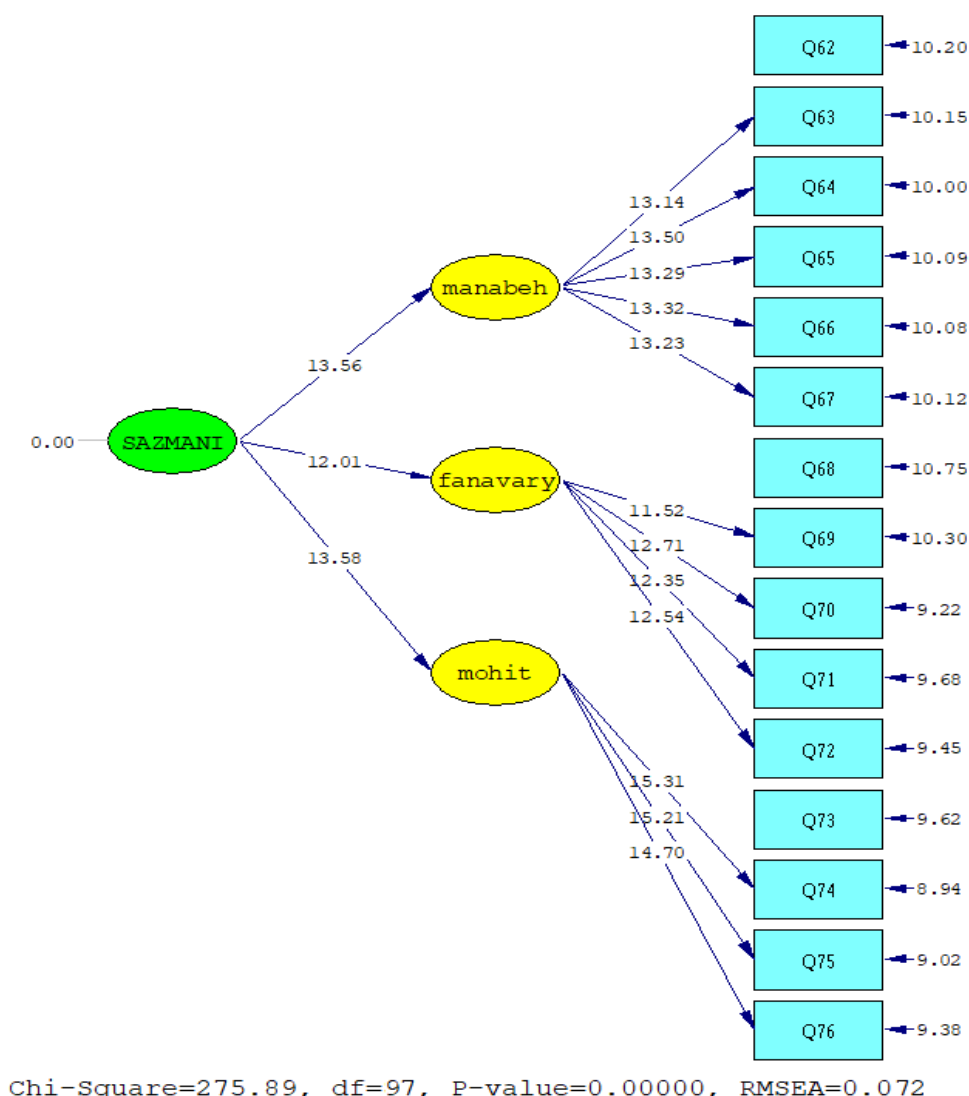 Q62
10.20
Q63
10.15
Q64
10.00
Q65
10.09
Q66
10.08
Q67
10.12
Q68
10.75
Q69
10.30
Q70
9.22
Q71
9.68
Q72
9.45
Q73
9.62
Q74
8.94
Q75
9.02
Q76
9.38
13.14
13.50
13.29
13.32
13.23
manabeh
13.56
0.00
SAZMANI
12.01
fanavary
11.52
12.71
12.35
12.54
13.58
mohit
15.31
15.21
14.70
Chi-Square=275.89, df=97, P-value=0.00000, RMSEA=0.072